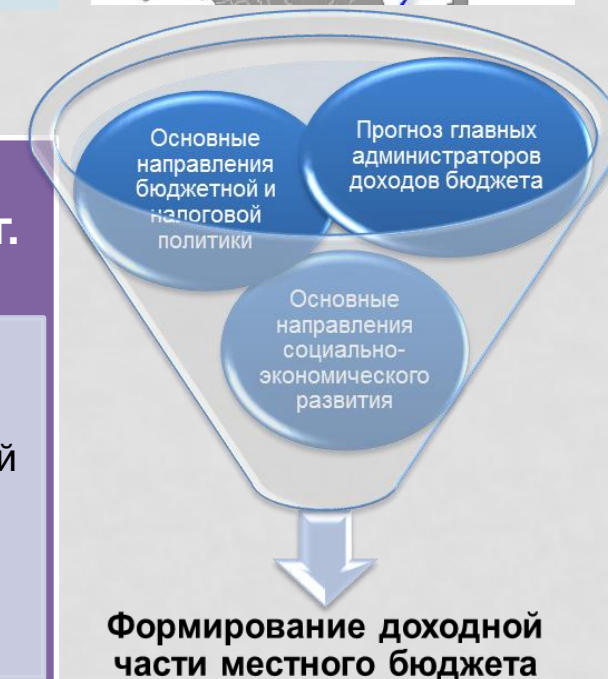 Основные
направления
бюджетной и
налоговой
политики
Прогноз главных
администраторов
доходов бюджета
Основные
направления
социально-
экономического
развития
г.
й
Формирование доходной
части местного бюджета